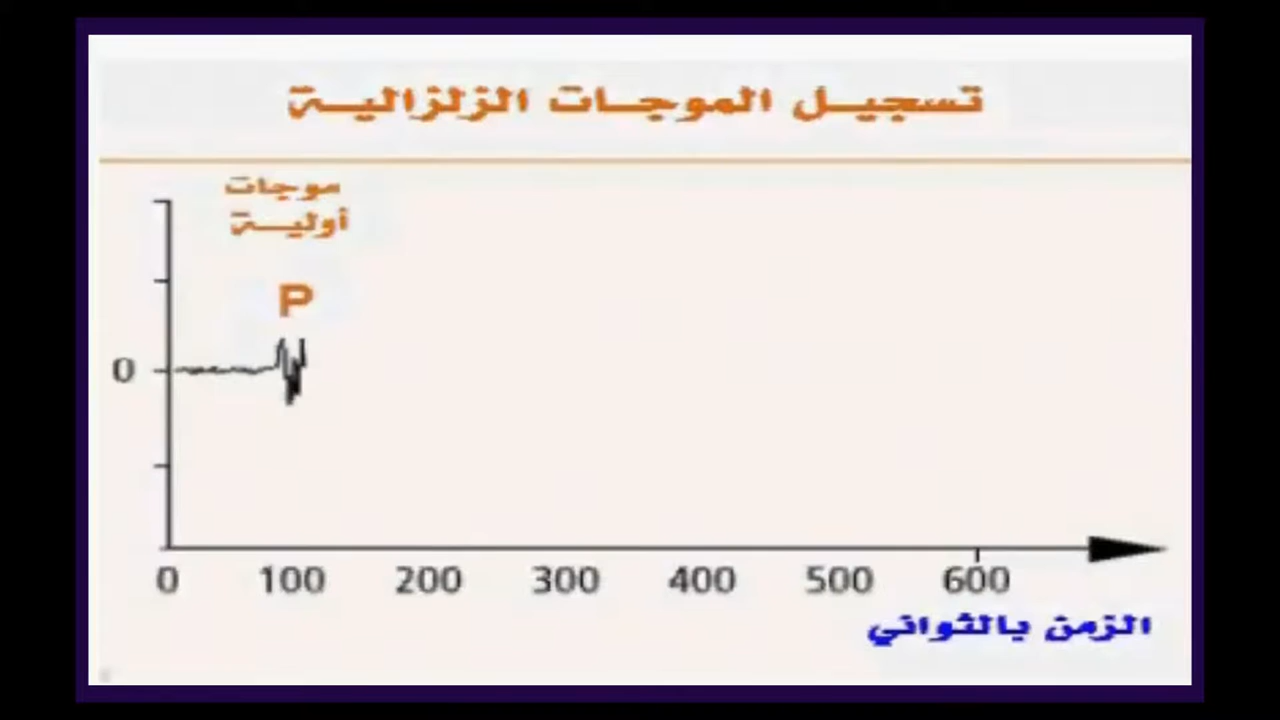 تسجيل الموجات الزلزالية
موجات
أولية
P
0
0 100 200 300 400 500 600
الزمن بالثواني